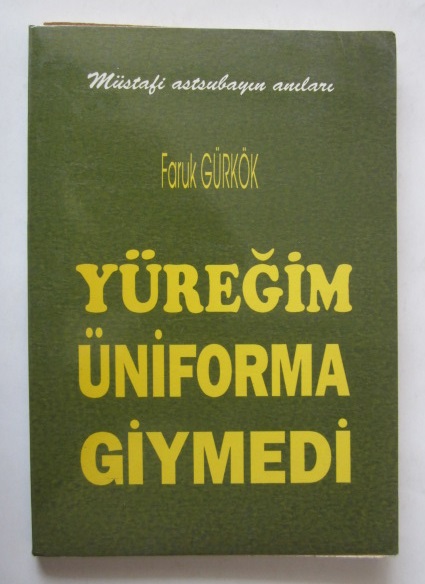 Müstafi astsubayın anıları
Faruk GÜRKÖK
YÜREĞİM
ÜNİFORMA
GİYMEDİ